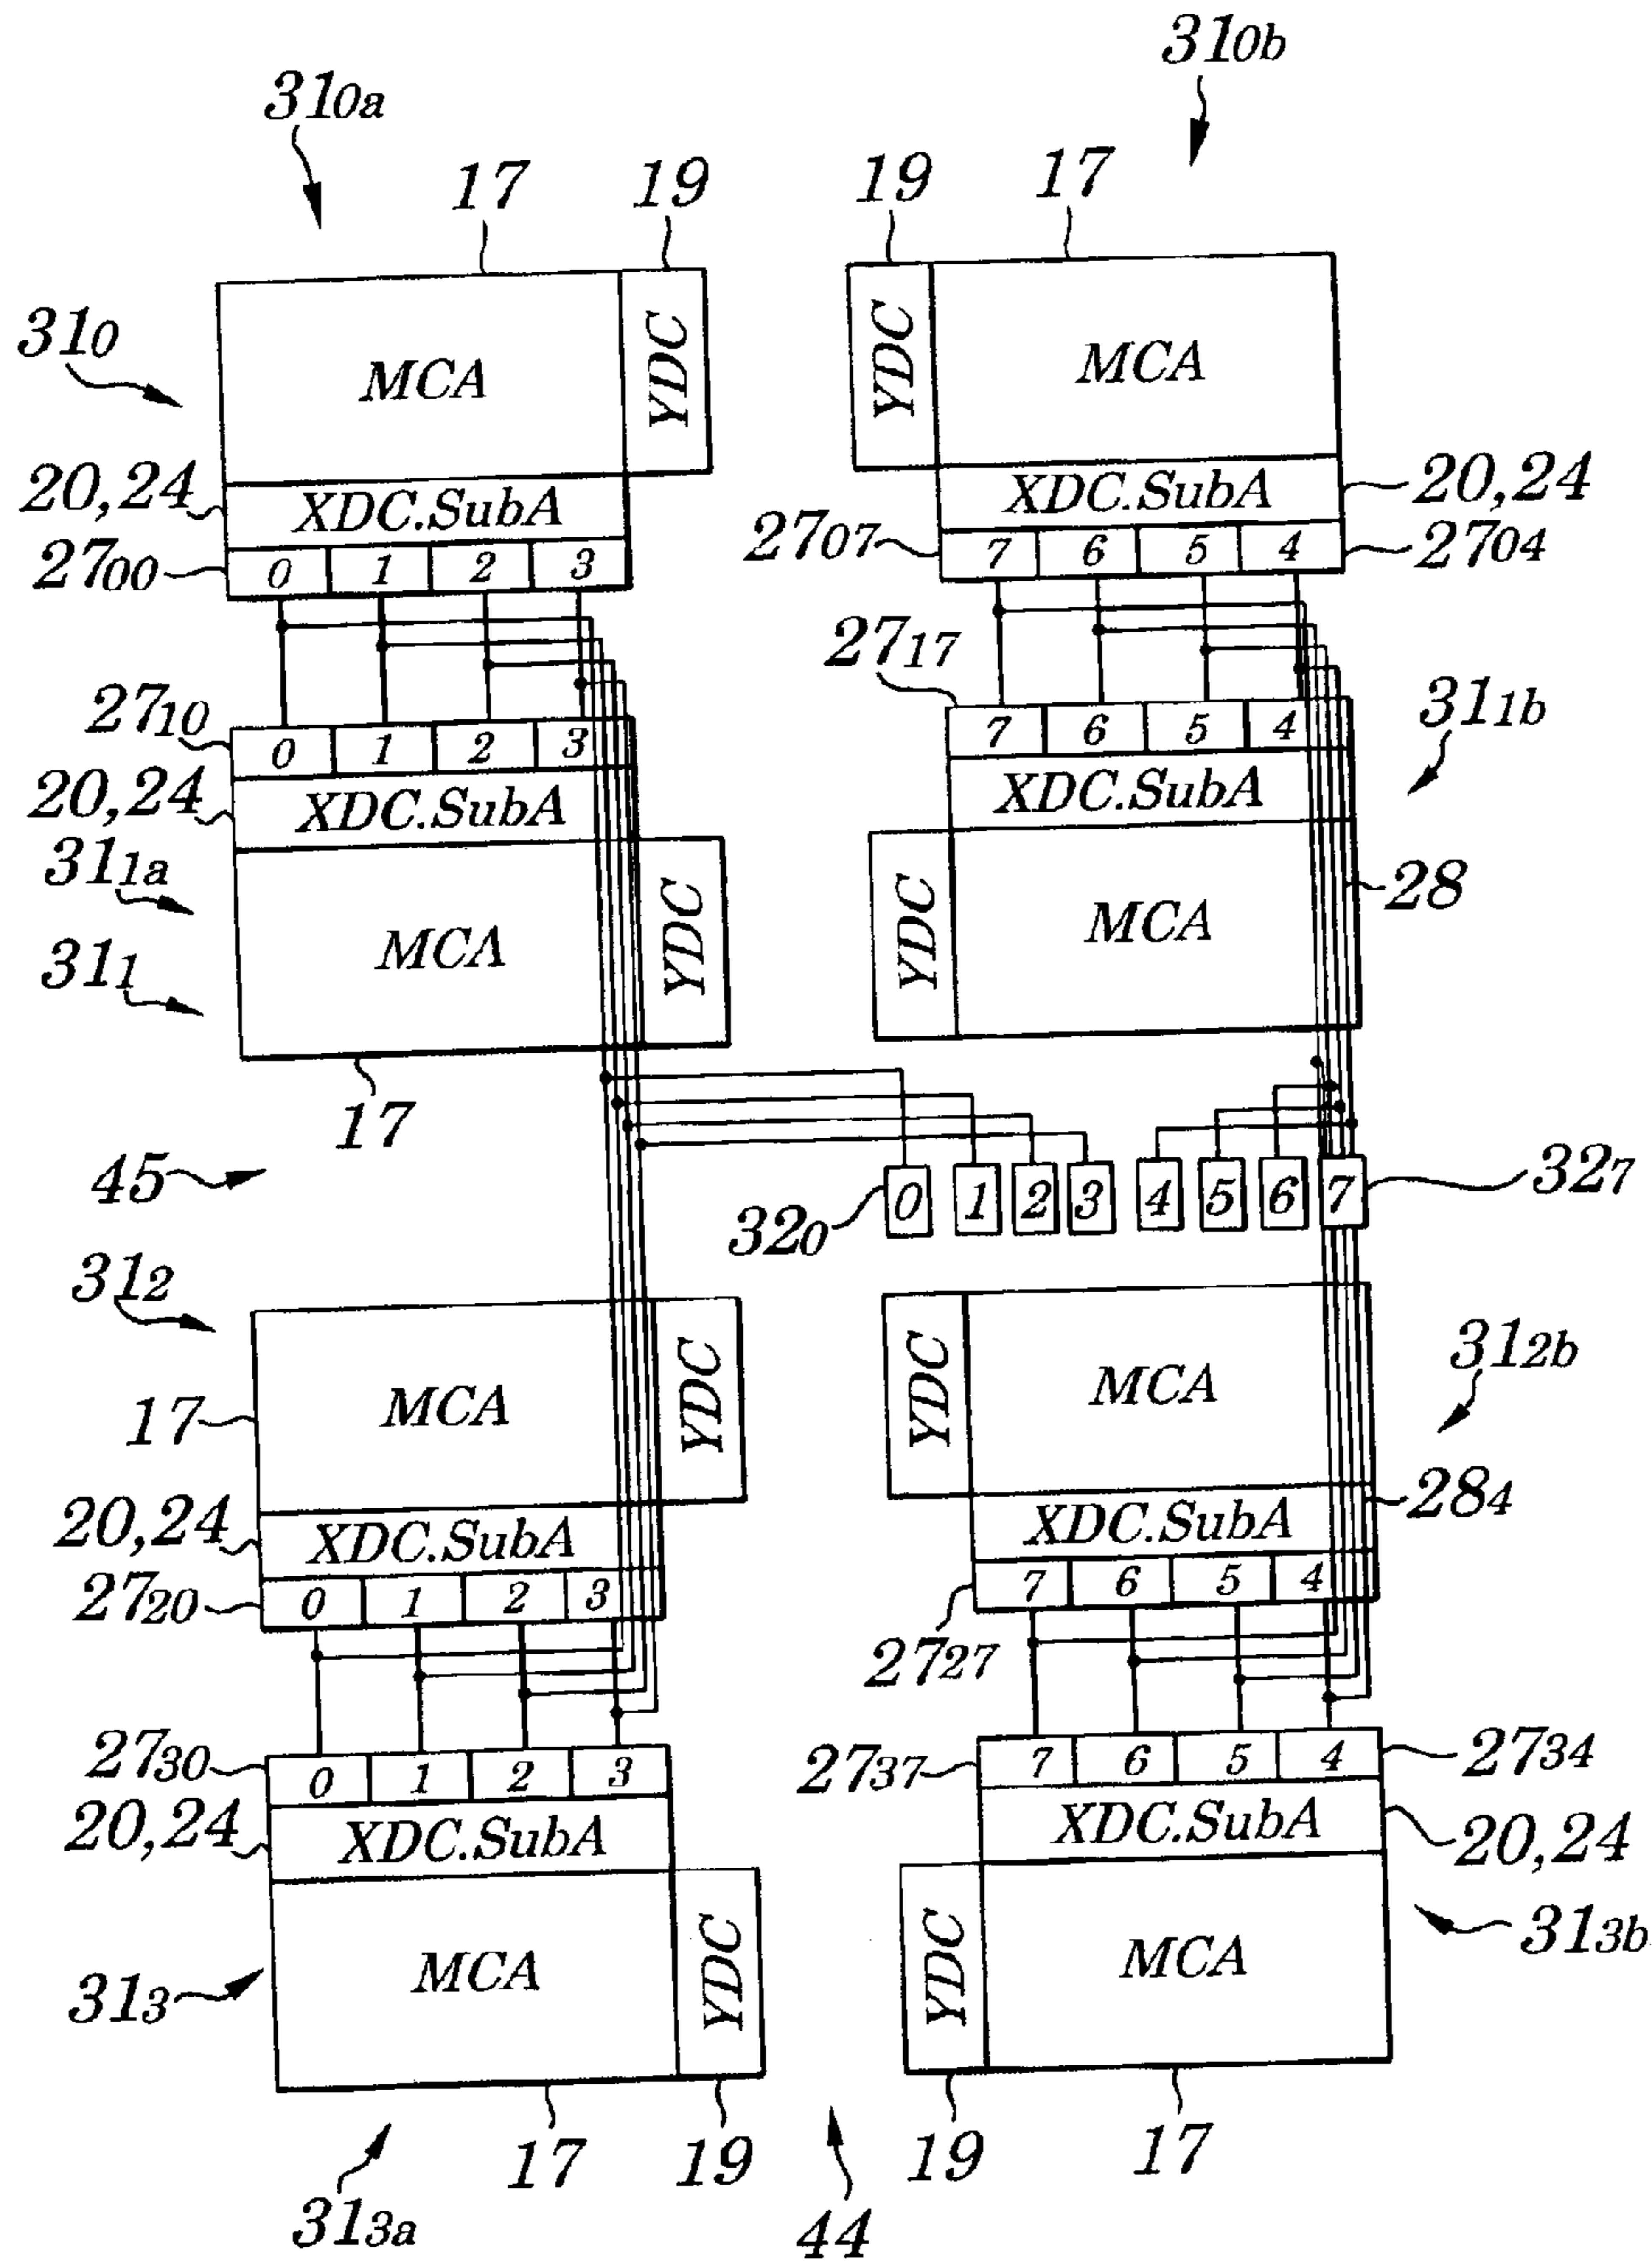 31₀b
31₀a
17 19
19 17
31₀
MCA YDC
YDC MCA
20,24 XDC.SubA
XDC.SubA 20,24
27₀₀ 0 1 2 3
27₀₇ 7 6 5 4 27₀₄
27₁₇
27₁₀ 0 1 2 3
7 6 5 4 31₁b
20,24 XDC.SubA
XDC.SubA
31₁a
28
MCA YDC
YDC MCA
31₁
17
45
32₀ 0 1 2 3 4 5 6 7 32₇
31₂
31₂b
17 MCA YDC
YDC MCA
28₄
20,24 XDC.SubA
XDC.SubA
27₂₀ 0 1 2 3
7 6 5 4
27₂₇
27₃₀ 0 1 2 3
27₃₇ 7 6 5 4 27₃₄
20,24 XDC.SubA
XDC.SubA 20,24
31₃b
MCA YDC
YDC MCA
31₃
17 19
19 17
31₃a
44